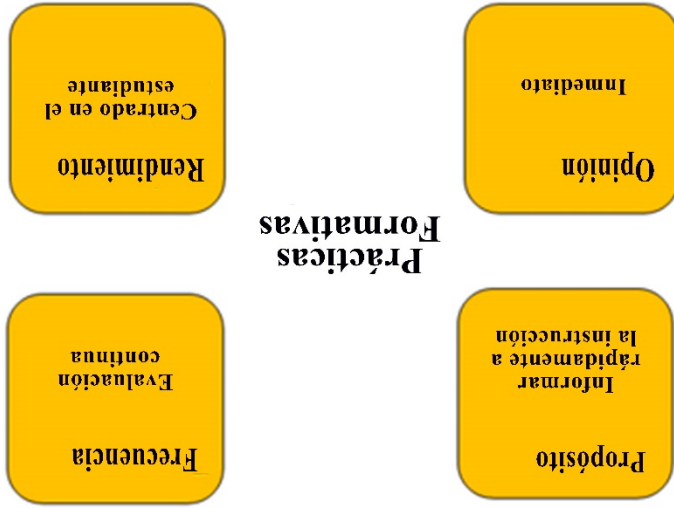 Propósito
Informar
rápidamente a
la instrucción
Frecuencia
Evaluación
continua
Prácticas
Formativas
Opinión
Inmediato
Rendimiento
Centrado en el
estudiante